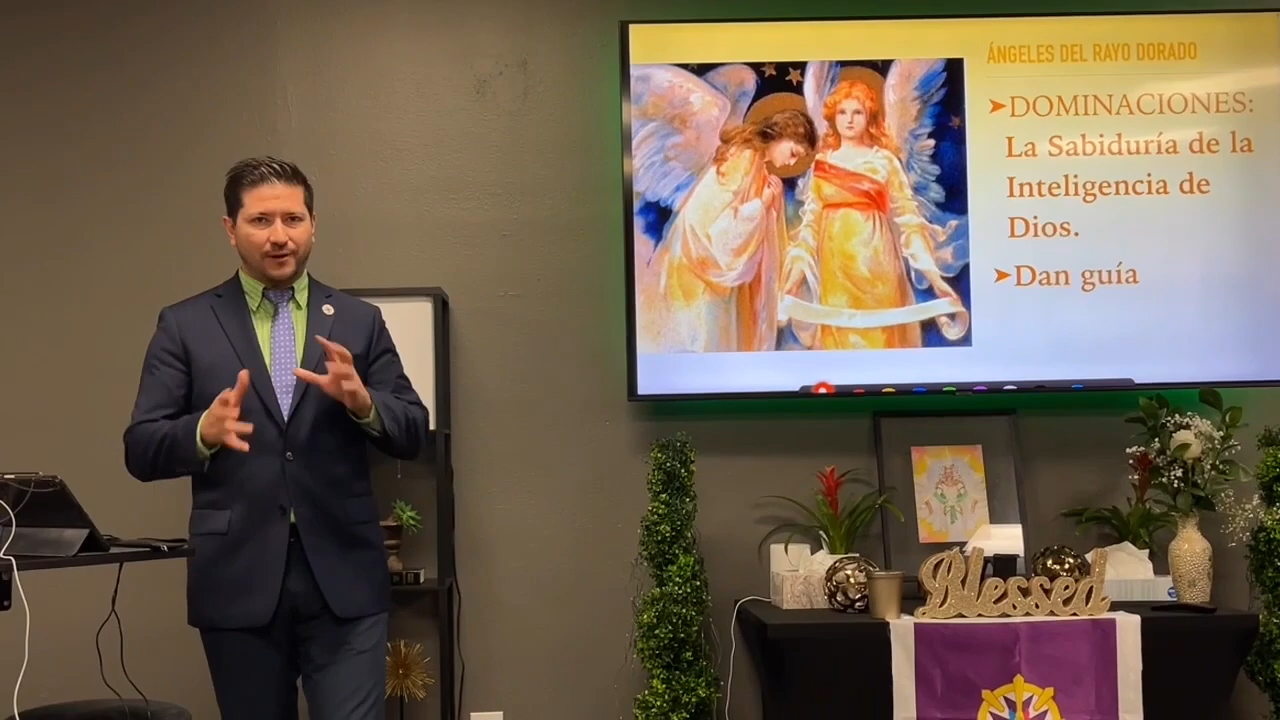 ÁNGELES DEL RAYO DORADO
➤DOMINACIONES:
La Sabiduría de la
Inteligencia de
Dios.
➤Dan guía
Blessed